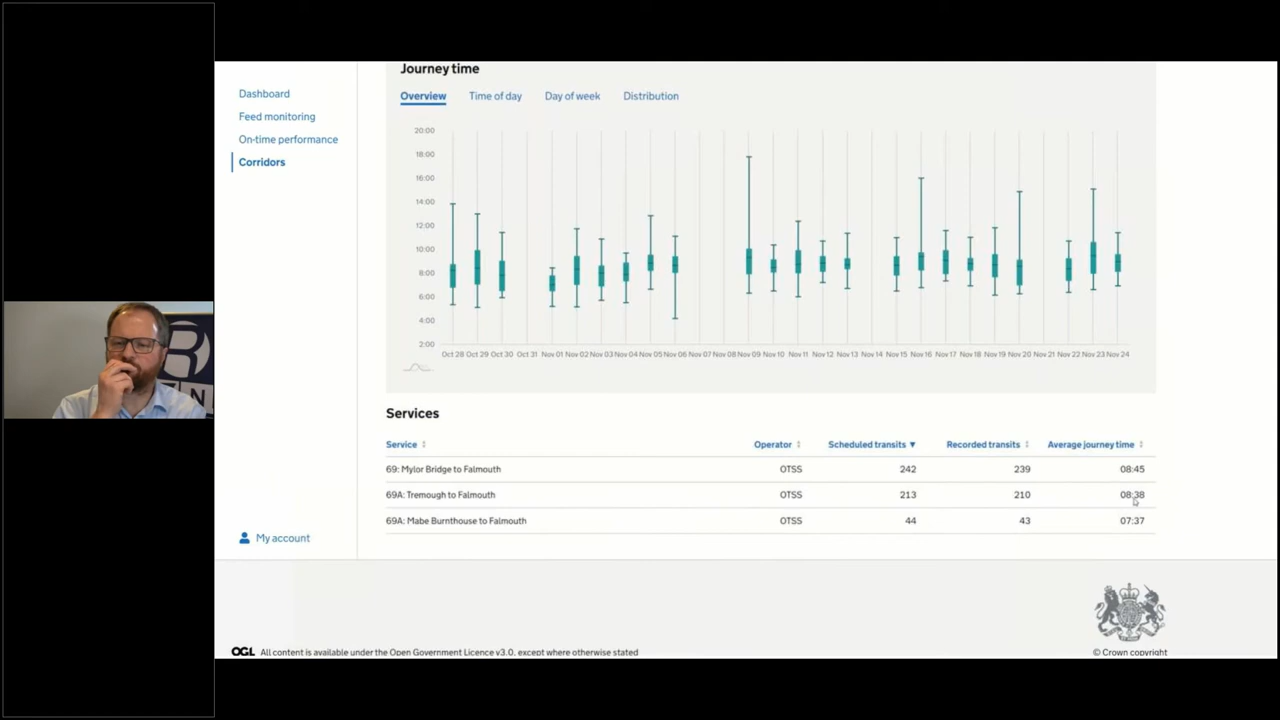 Journey time
Dashboard
Feed monitoring
On-time performance
Corridors
Overview Time of day Day of week Distribution
20:00
18:00
16:00
14:00
12:00
10:00
08:00
06:00
04:00
2:00
Oct 28 Oct 29 Oct 30 Oct 31 Nov 01 Nov 02 Nov 03 Nov 04 Nov 05 Nov 06 Nov 07 Nov 08 Nov 09 Nov 10 Nov 11 Nov 12 Nov 13 Nov 14 Nov 15 Nov 16 Nov 17 Nov 18 Nov 19 Nov 20 Nov 21 Nov 22 Nov 23 Nov 24
Services
Service Operator Scheduled transits Recorded transits Average journey time
69: Mylor Bridge to Falmouth OTSS 242 239 08:45
69A: Tremough to Falmouth OTSS 213 210 08:38
69A: Mabe Burnthouse to Falmouth OTSS 44 43 07:37
My account
OGL All content is available under the Open Government Licence v3.0, except where otherwise stated
© Crown copyright